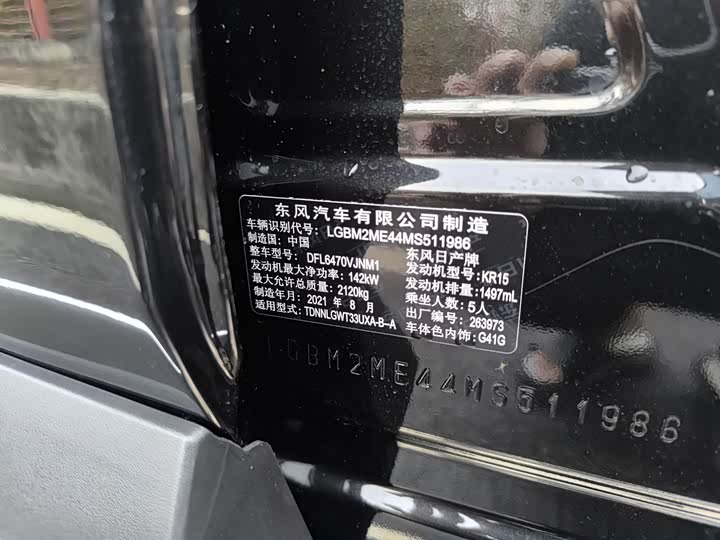 东风汽车有限公司制造
车辆识别代号: LGBM2ME44MS511986
制造国: 中国 东风日产牌
整车型号: DFL6470VJNM1 发动机型号: KR15
发动机最大净功率: 142kW 发动机排量: 1497mL
最大允许总质量: 2120kg 乘坐人数: 5人
制造年月: 2021 年 8 月 出厂编号: 263973
适用型式: TDNNLGWT33UXA-B-A 车体色内饰: G41G
LGBM2ME44MS511986